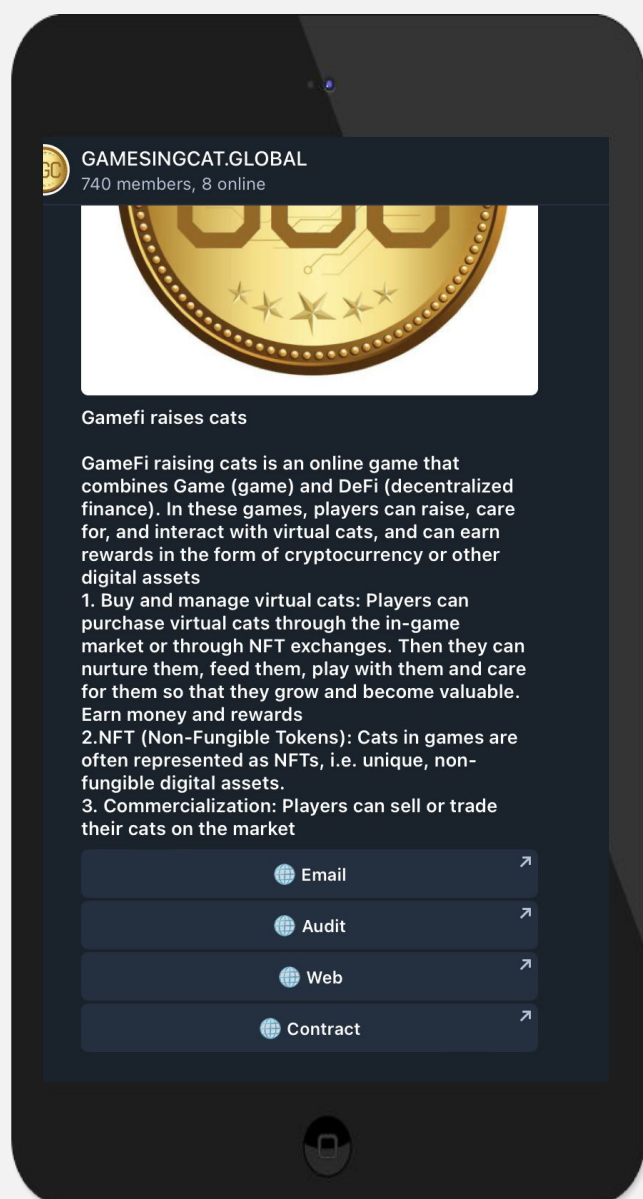 GC
GAMESINGCAT.GLOBAL
740 members, 8 online
Gamefi raises cats
GameFi raising cats is an online game that
combines Game (game) and DeFi (decentralized
finance). In these games, players can raise, care
for, and interact with virtual cats, and can earn
rewards in the form of cryptocurrency or other
digital assets
1. Buy and manage virtual cats: Players can
purchase virtual cats through the in-game
market or through NFT exchanges. Then they can
nurture them, feed them, play with them and care
for them so that they grow and become valuable.
Earn money and rewards
2.NFT (Non-Fungible Tokens): Cats in games are
often represented as NFTs, i.e. unique, non-
fungible digital assets.
3. Commercialization: Players can sell or trade
their cats on the market
Email
Audit
Web
Contract